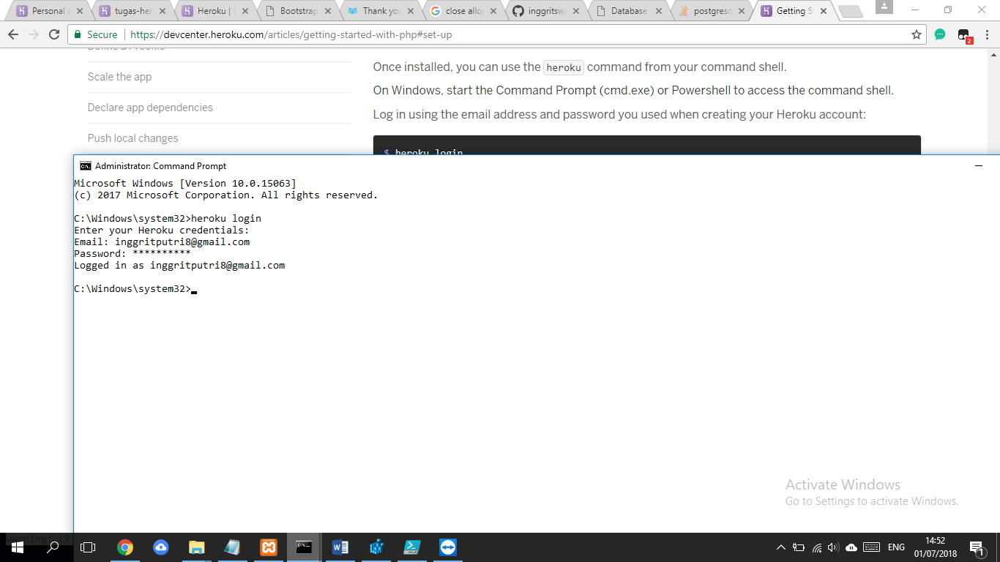 Personal
tugas-her
Heroku | L
Bootstrap
Thank you
close allop
inggritsw
Database
postgresq
Getting S
Secure
https://devcenter.heroku.com/articles/getting-started-with-php#set-up
2
Define a Procfile
Scale the app
Declare app dependencies
Push local changes
Once installed, you can use the heroku command from your command shell.
On Windows, start the Command Prompt (cmd.exe) or Powershell to access the command shell.
Log in using the email address and password you used when creating your Heroku account:
$ heroku login
Administrator: Command Prompt
Microsoft Windows [Version 10.0.15063]
(c) 2017 Microsoft Corporation. All rights reserved.
C:\Windows\system32>heroku login
Enter your Heroku credentials:
Email: inggritputri8@gmail.com
Password: **********
Logged in as inggritputri8@gmail.com
C:\Windows\system32>
Activate Windows
Go to Settings to activate Windows.
warning: LF
ENG
14:52
01/07/2018
1